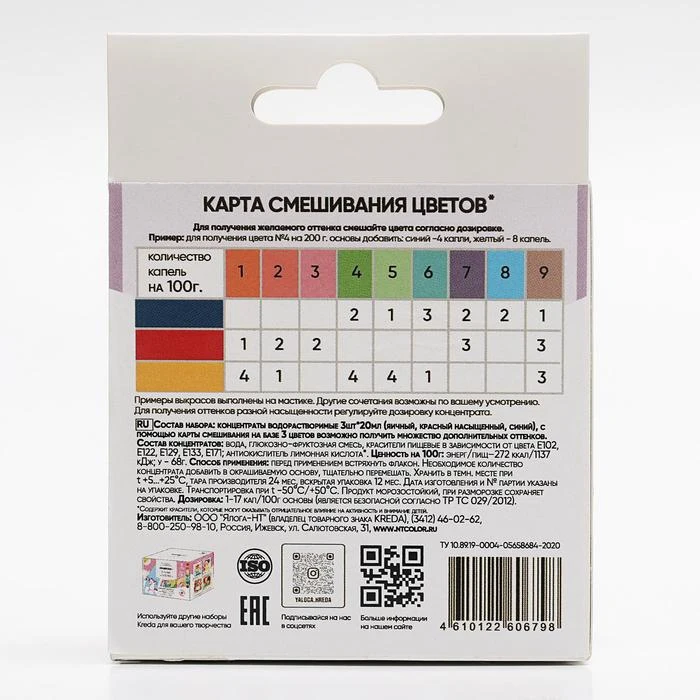 КАРТА СМЕШИВАНИЯ ЦВЕТОВ*
Для получения желаемого оттенка смешайте цвета согласно дозировке.
Пример: для получения цвета №4 на 200 г. основы добавить: синий -4 капли, желтый - 8 капель.
количество
капель
НА 100г.
1 2 3 4 5 6 7 8 9
2 1 3 2 2 1
1 2 2 3 3
4 1 4 4 1 3
Примеры выкрасов выполнены на мастике. Другие сочетания возможны по вашему усмотрению.
Для получения оттенков разной насыщенности регулируйте дозировку концентрата.
RU Состав набора: концентраты водорастворимые 3шт*20мл (яичный, красный насыщенный, синий), с
помощью карты смешивания на базе 3 цветов возможно получить множество дополнительных оттенков.
Состав концентратов: вода, глюкозно-фруктозный сироп, красители пищевые в зависимости от цвета E102,
E122, E129, E133, E171; антиокислитель лимонная кислота*. Ценность на 100г: энерг/пищ-272 ккал/1137
кДж; у - 68г. Способ применения: перед применением встряхнуть флакон. Необходимое количество
концентрата добавить в окрашиваемую основу, тщательно перемешать. Хранить в темн. месте при
t +5...+25°C, тара производителя 24 мес, вскрытая упаковка 12 мес. Дата изготовления и № партии указаны
на упаковке. Транспортировка при t -50°C/+50°C. Продукт морозостойкий, при разморозке сохраняет
свойства. Дозировка: 1-17 кап/100г основы (является безопасной согласно ТР ТС 029/2012).
*Содержит красители, которые могут оказывать отрицательное влияние на активность и внимание детей.
Изготовитель: ООО "Ялога-НТ" (владелец товарного знака KREDA), (3412) 46-02-62,
8-800-250-98-10, Россия, Ижевск, ул. Салютовская, 31, www.ntcolor.ru
Используйте другие наборы
Kreda для вашего творчества
ISO
EAC
YALOGA_KREDA
Подписывайся на нас
в соцсетях
Больше информации
на нашем сайте
ТУ 10.89.19-0004-05658684-2020
4 610122 606798